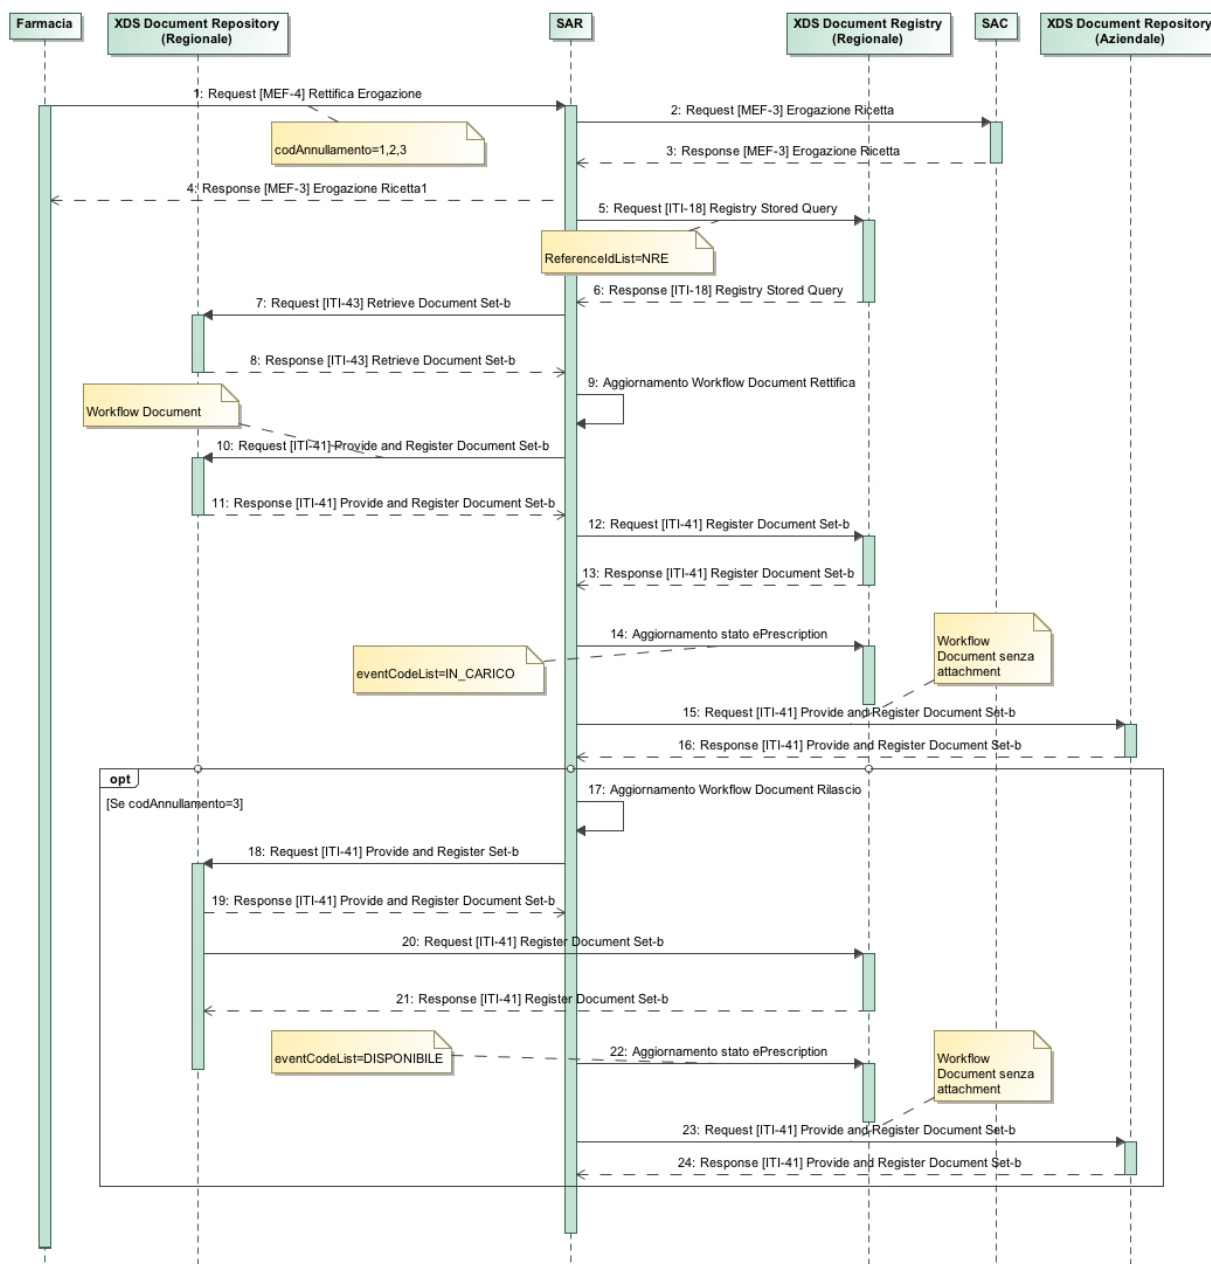 Farmacia
XDS Document Repository
(Regionale)
SAR
XDS Document Registry
(Regionale)
SAC
XDS Document Repository
(Aziendale)
1: Request [MEF-4] Rettifica Erogazione
2: Request [MEF-3] Erogazione Ricetta
codAnnullamento=1,2,3
3: Response [MEF-3] Erogazione Ricetta
4: Response [MEF-3] Erogazione Ricetta1
5: Request [ITI-18] Registry Stored Query
ReferenceIdList=NRE
6: Response [ITI-18] Registry Stored Query
7: Request [ITI-43] Retrieve Document Set-b
8: Response [ITI-43] Retrieve Document Set-b
9: Aggiornamento Workflow Document Rettifica
Workflow Document
10: Request [ITI-41] Provide and Register Document Set-b
11: Response [ITI-41] Provide and Register Document Set-b
12: Request [ITI-41] Register Document Set-b
13: Response [ITI-41] Register Document Set-b
14: Aggiornamento stato ePrescription
Workflow
Document senza
attachment
eventCodeList=IN_CARICO
15: Request [ITI-41] Provide and Register Document Set-b
16: Response [ITI-41] Provide and Register Document Set-b
opt
[Se codAnnullamento=3]
17: Aggiornamento Workflow Document Rilascio
18: Request [ITI-41] Provide and Register Set-b
19: Response [ITI-41] Provide and Register Document Set-b
20: Request [ITI-41] Register Document Set-b
21: Response [ITI-41] Register Document Set-b
eventCodeList=DISPONIBILE
22: Aggiornamento stato ePrescription
Workflow
Document senza
attachment
23: Request [ITI-41] Provide and Register Document Set-b
24: Response [ITI-41] Provide and Register Document Set-b